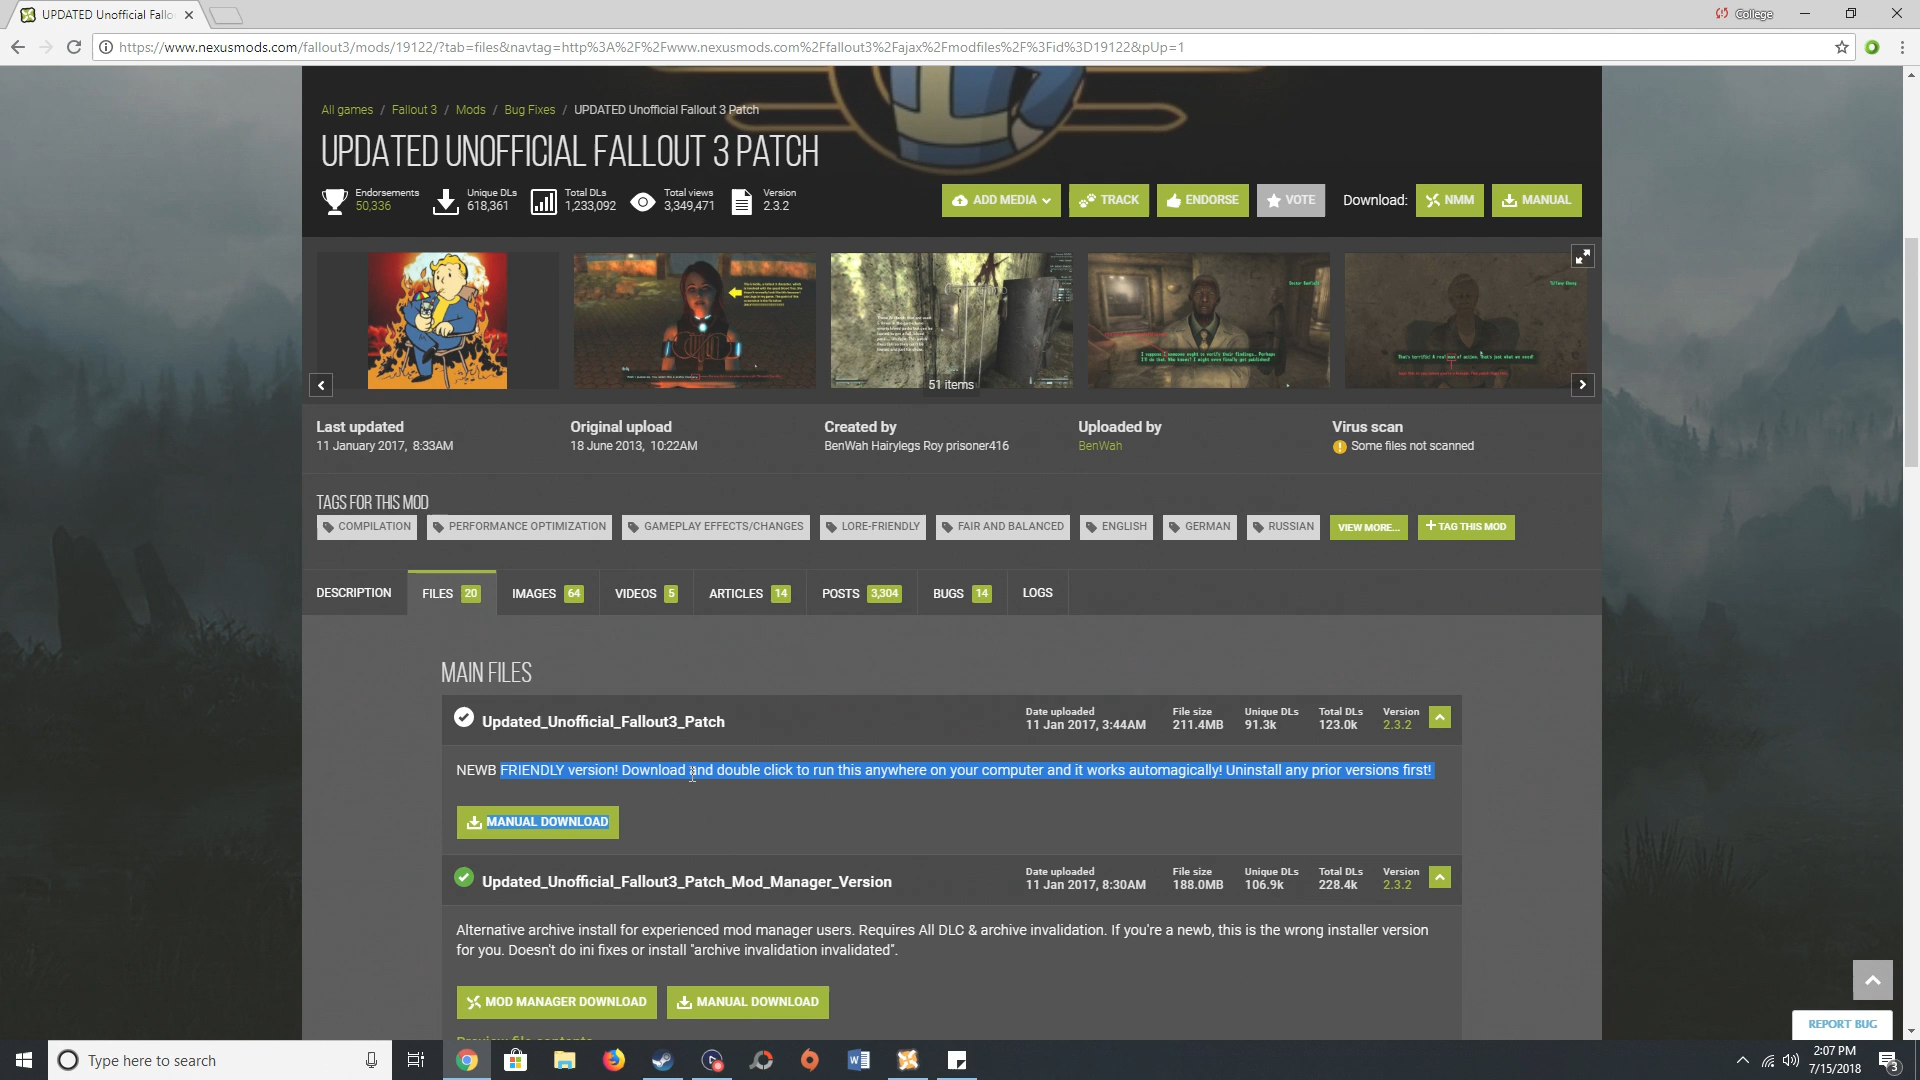 UPDATED Unofficial Fallo
College
https://www.nexusmods.com/fallout3/mods/19122/?tab=files&navtag=http%3A%2F%2Fwww.nexusmods.com%2Ffallout3%2Fajax%2Fmodfiles%2F%3Fid%3D19122&pUp=1
All games / Fallout 3 / Mods / Bug Fixes / UPDATED Unofficial Fallout 3 Patch
UPDATED UNOFFICIAL FALLOUT 3 PATCH
Endorsements Unique DLs Total DLs Total views Version
50,336 618,361 1,233,092 3,349,471 2.3.2
ADD MEDIA TRACK ENDORSE VOTE Download: NMM MANUAL
51 items
Last updated Original upload Created by Uploaded by Virus scan
11 January 2017, 8:33AM 18 June 2013, 10:22AM BenWah Hairylegs Roy prisoner416 BenWah Some files not scanned
TAGS FOR THIS MOD
COMPILATION PERFORMANCE OPTIMIZATION GAMEPLAY EFFECTS/CHANGES LORE-FRIENDLY FAIR AND BALANCED ENGLISH GERMAN RUSSIAN VIEW MORE... + TAG THIS MOD
DESCRIPTION FILES 20 IMAGES 64 VIDEOS 5 ARTICLES 14 POSTS 3,304 BUGS 14 LOGS
MAIN FILES
Updated_Unofficial_Fallout3_Patch
Date uploaded File size Unique DLs Total DLs Version
11 Jan 2017, 3:44AM 211.4MB 91.3k 123.0k 2.3.2
NEWB FRIENDLY version! Download and double click to run this anywhere on your computer and it works automagically! Uninstall any prior versions first!
MANUAL DOWNLOAD
Updated_Unofficial_Fallout3_Patch_Mod_Manager_Version
Date uploaded File size Unique DLs Total DLs Version
11 Jan 2017, 8:30AM 188.0MB 106.9k 228.4k 2.3.2
Alternative archive install for experienced mod manager users. Requires All DLC & archive invalidation. If you're a newb, this is the wrong installer version
for you. Doesn't do ini fixes or install "archive invalidation invalidated".
MOD MANAGER DOWNLOAD MANUAL DOWNLOAD
Preview file contents
REPORT BUG
Type here to search
2:07 PM
7/15/2018
3